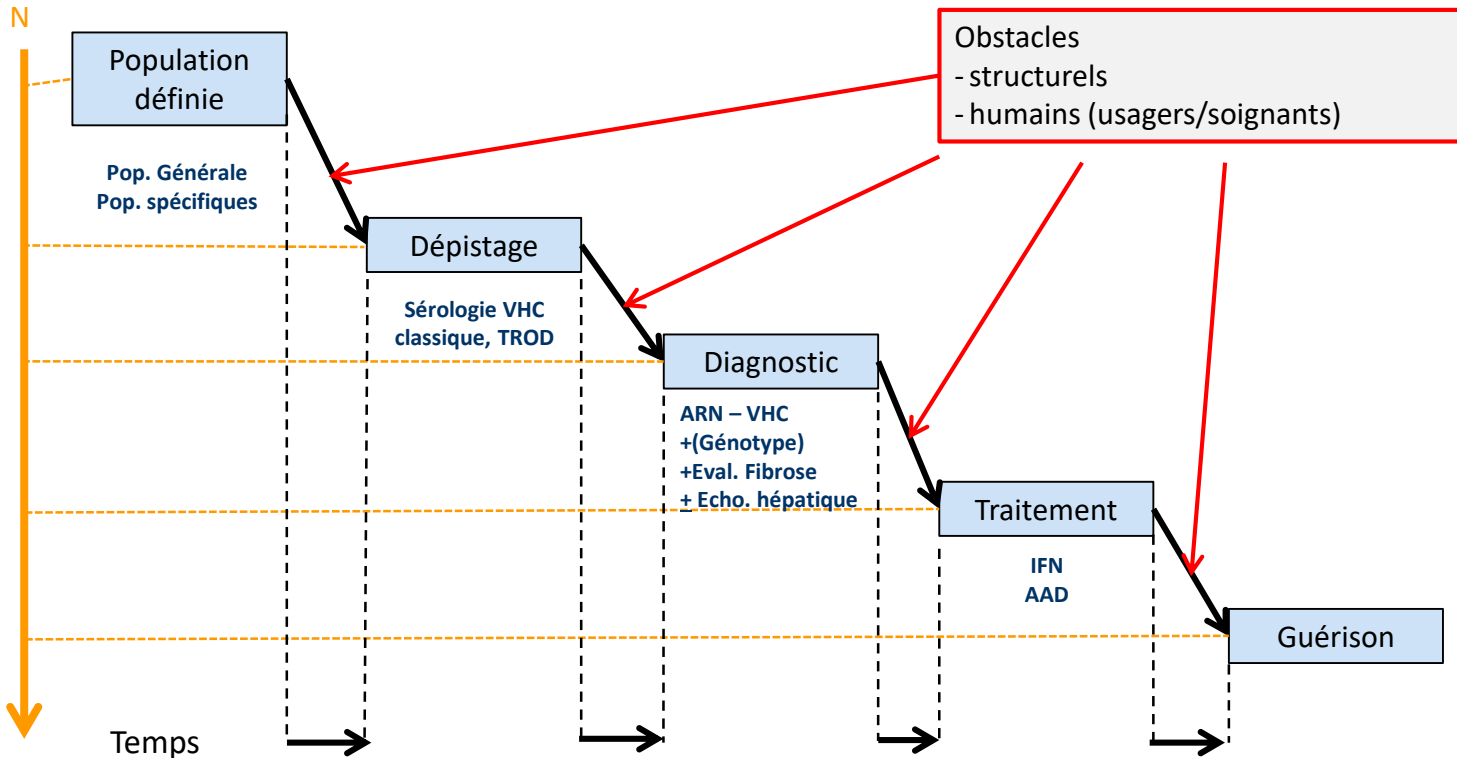 N
Population
définie
Pop. Générale
Pop. spécifiques
Obstacles
- structurels
- humains (usagers/soignants)
Dépistage
Sérologie VHC
classique, TROD
Diagnostic
ARN – VHC
+(Génotype)
+Eval. Fibrose
+ Echo. hépatique
Traitement
IFN
AAD
Guérison
Temps